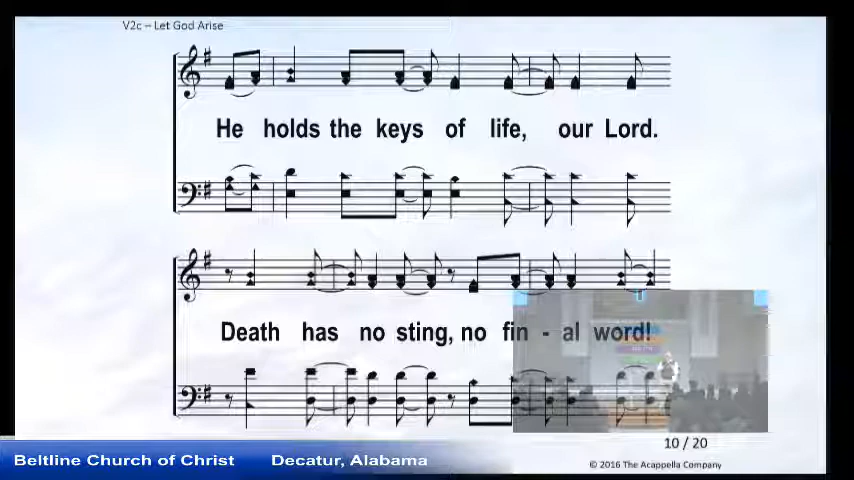 V2c – Let God Arise
He holds the keys of life, our Lord.
Death has no sting, no fin - al word!
10 / 20
Beltline Church of Christ Decatur, Alabama
© 2016 The Acappella Company